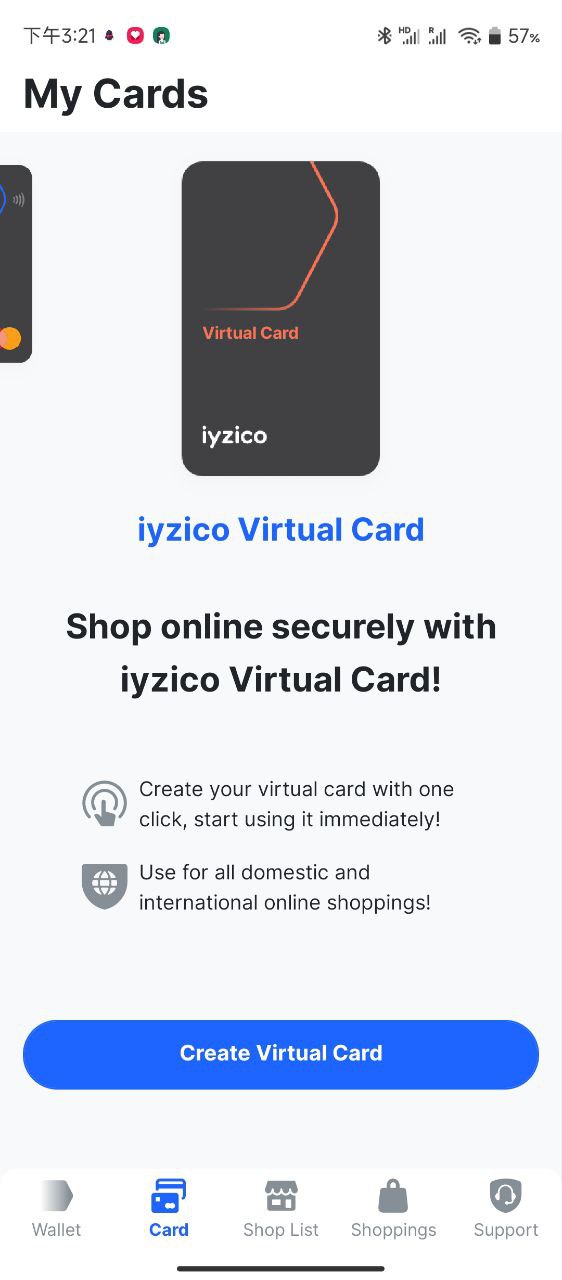 下午3:21
HD
R
57%
My Cards
Virtual Card
iyzico
iyzico Virtual Card
Shop online securely with
iyzico Virtual Card!
Create your virtual card with one
click, start using it immediately!
Use for all domestic and
international online shoppings!
Create Virtual Card
Wallet
Card
Shop List
Shoppings
Support